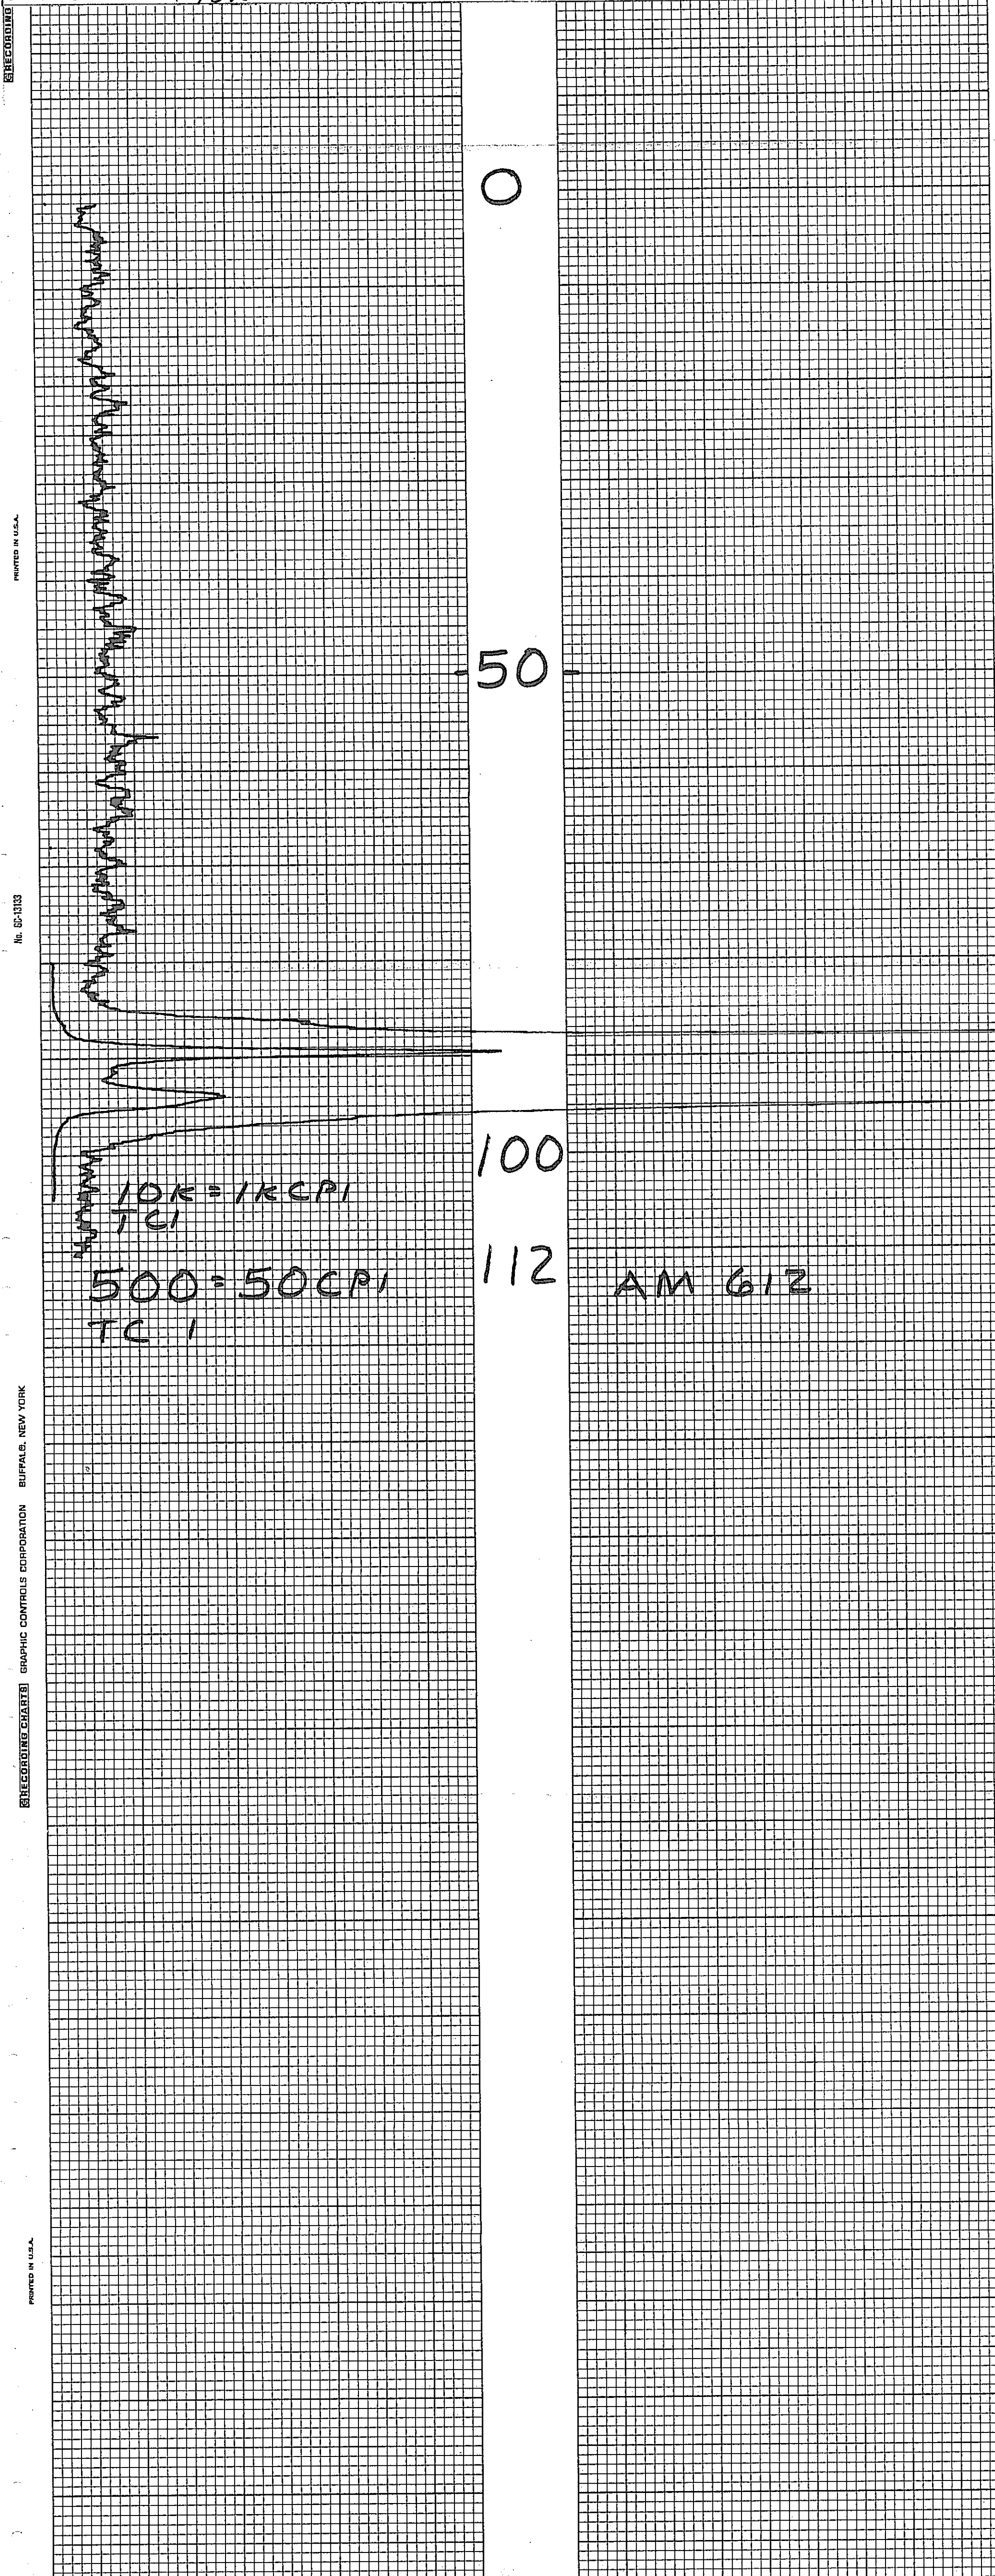 RECORDING
0
PRINTED IN U.S.A.
50
No. GC-13133
100
10K=1KCPI
TC1
112
500=50CPI
AM 612
TC 1
RECORDING CHARTS GRAPHIC CONTROLS CORPORATION BUFFALO, NEW YORK
PRINTED IN U.S.A.